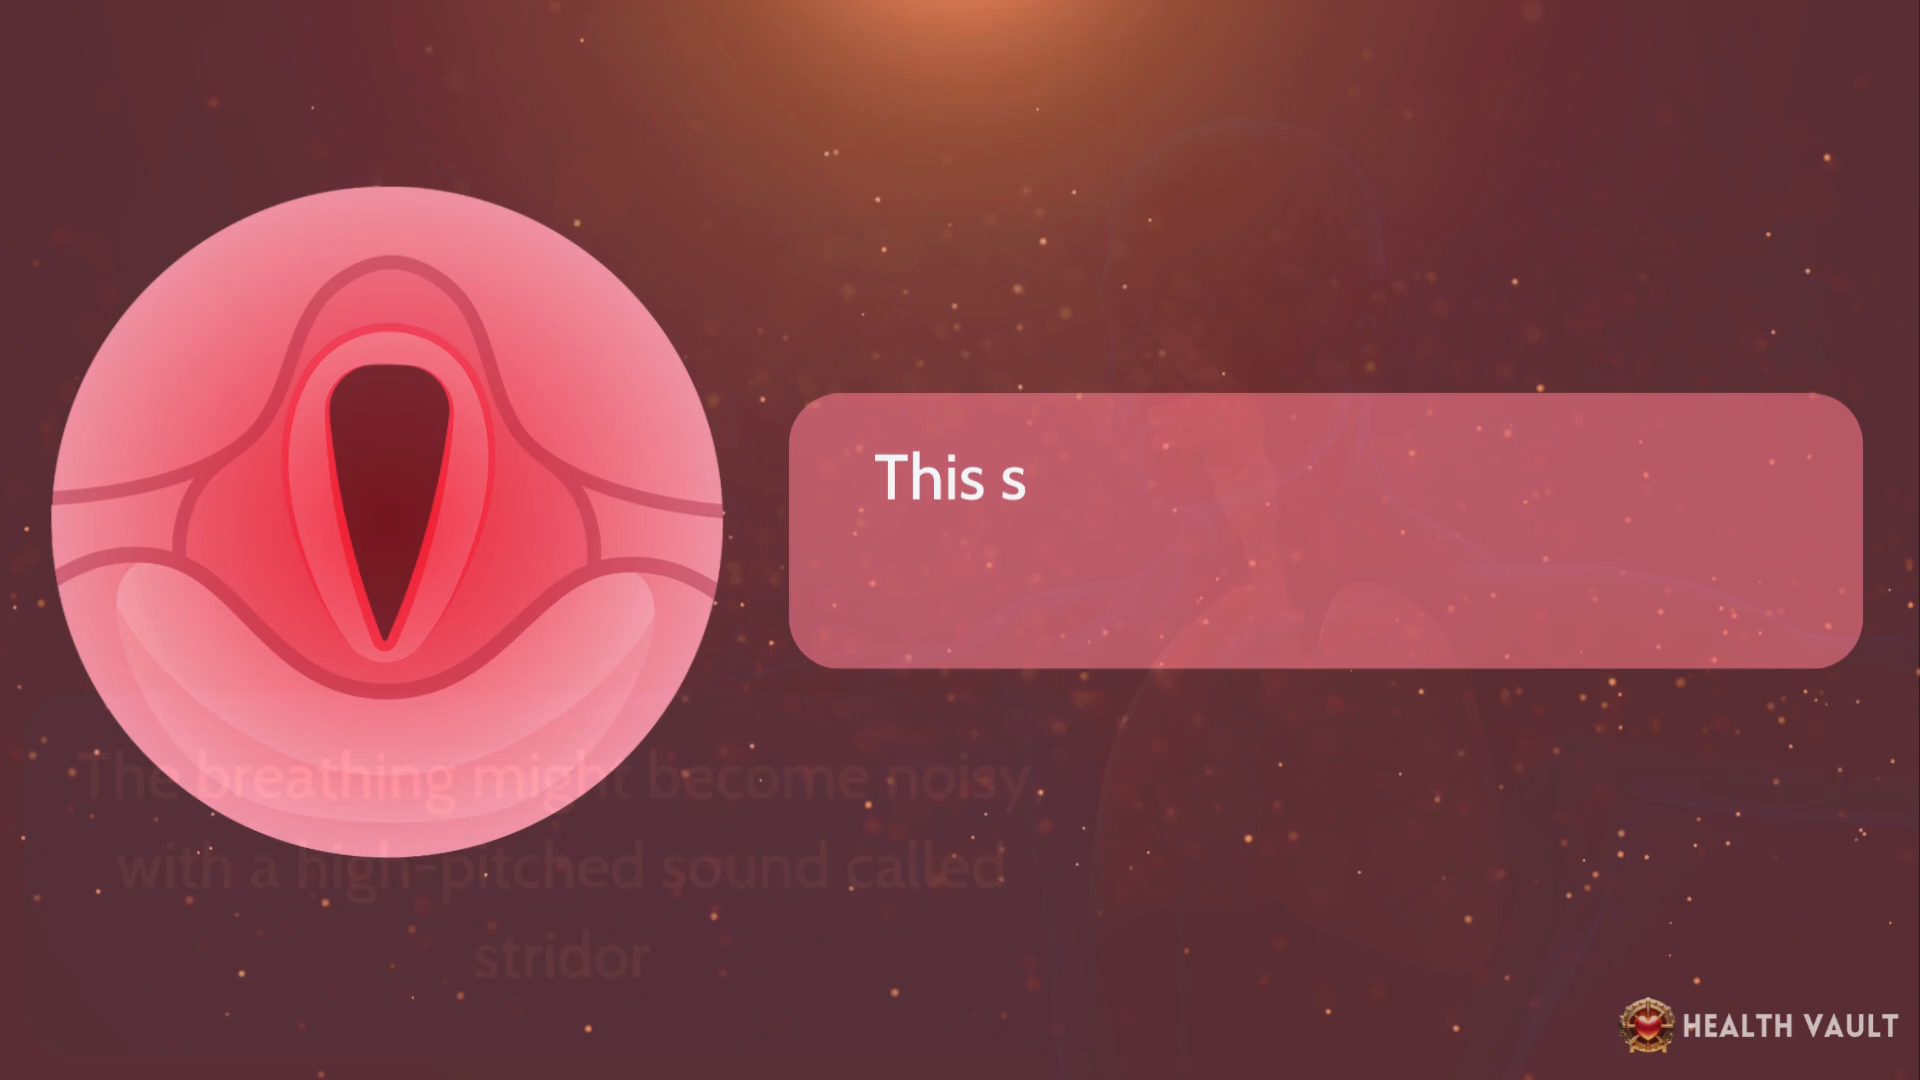 This s
The breathing might become noisy,
with a high-pitched sound called
stridor
HEALTH VAULT